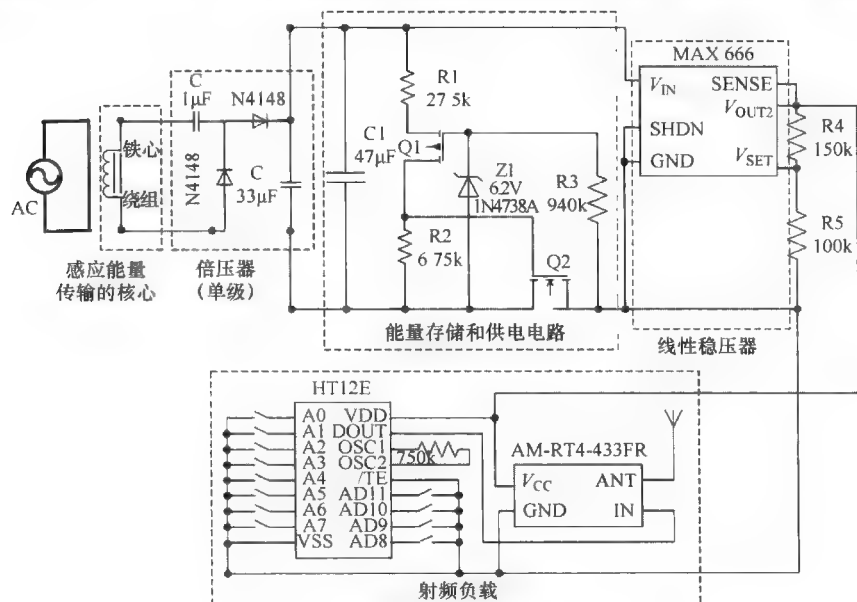 AC
铁心
绕组
感应能量
传输的核心
C
1μF
N4148
N4148
C
33μF
倍压器
(单级)
C1
47μF
R1
27 5k
Q1
Z1
6.2V
1N4738A
R3
940k
R2
6 75k
Q2
能量存储和供电电路
MAX 666
VIN
SENSE
VOUT2
SHDN
GND
VSET
R4
150k
R5
100k
线性稳压器
HT12E
A0 VDD
A1 DOUT
A2 OSC1
A3 OSC2
A4 /TE
A5 AD11
A6 AD10
A7 AD9
VSS AD8
750k
AM-RT4-433FR
VCC ANT
GND IN
射频负载